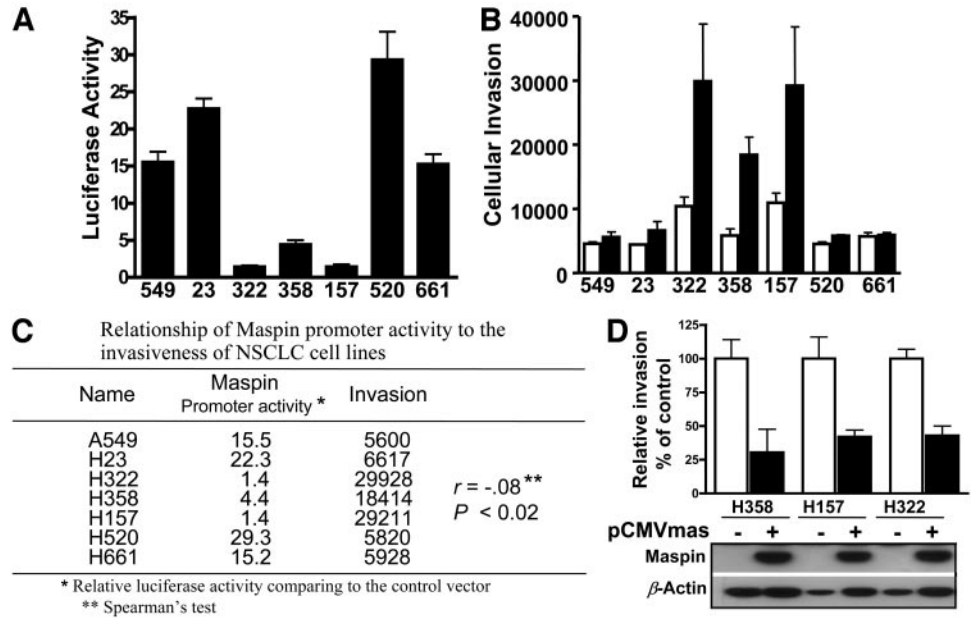 A
Luciferase Activity
35
30
25
20
15
10
5
0
549 23 322 358 157 520 661
B
Cellular Invasion
40000
30000
20000
10000
0
549 23 322 358 157 520 661
C
Relationship of Maspin promoter activity to the
invasiveness of NSCLC cell lines
Name Maspin Promoter activity * Invasion
A549 15.5 5600
H23 22.3 6617
H322 1.4 29928
H358 4.4 18414
H157 1.4 29211
H520 29.3 5820
H661 15.2 5928
r = -.08**
P < 0.02
* Relative luciferase activity comparing to the control vector
** Spearman's test
D
Relative invasion
% of control
125
100
75
50
25
0
H358 H157 H322
pCMVmas - + - + - +
Maspin
β-Actin